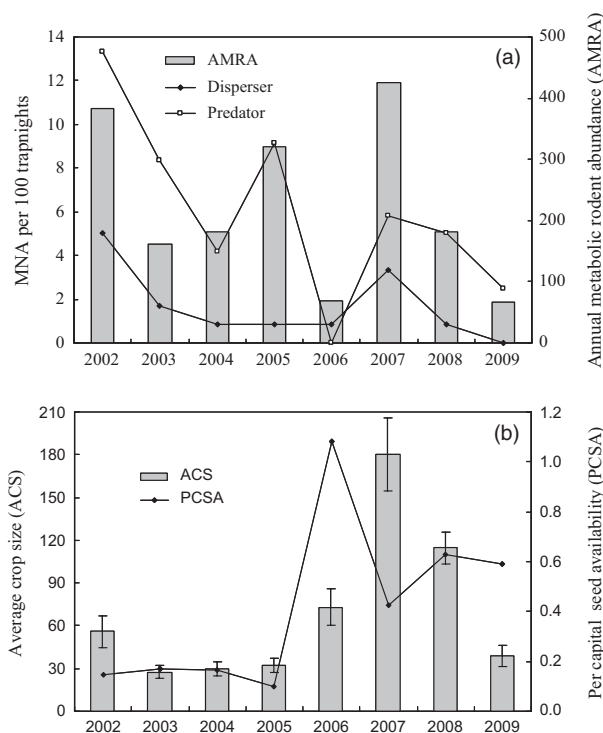 (a)
AMRA
Disperser
Predator
MNA per 100 trapnights
Annual metabolic rodent abundance (AMRA)
14
12
10
8
6
4
2
0
500
400
300
200
100
0
2002 2003 2004 2005 2006 2007 2008 2009
(b)
ACS
PCSA
Average crop size (ACS)
Per capital seed availability (PCSA)
210
180
150
120
90
60
30
0
1.2
1.0
0.8
0.6
0.4
0.2
0.0
2002 2003 2004 2005 2006 2007 2008 2009